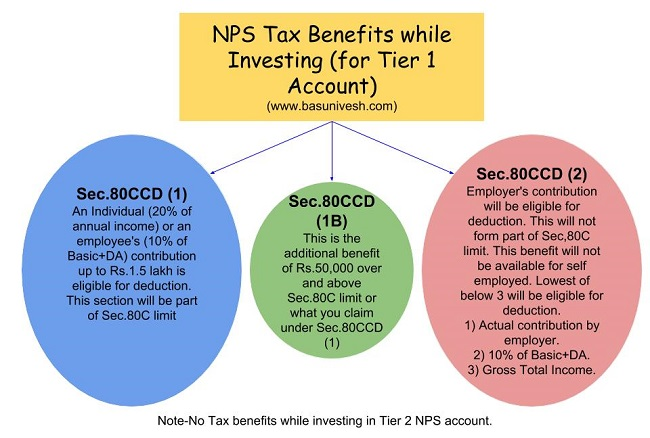 NPS Tax Benefits while
Investing (for Tier 1
Account)
(www.basunivesh.com)
Sec.80CCD (1)
An Individual (20% of
annual income) or an
employee's (10% of
Basic+DA) contribution
up to Rs.1.5 lakh is
eligible for deduction.
This section will be part
of Sec.80C limit
Sec.80CCD
(1B)
This is the
additional benefit
of Rs.50,000 over
and above
Sec.80C limit or
what you claim
under Sec.80CCD
(1)
Sec.80CCD (2)
Employer's contribution
will be eligible for
deduction. This will not
form part of Sec,80C
limit. This benefit will not
be available for self
employed. Lowest of
below 3 will be eligible for
deduction.
1) Actual contribution by
employer.
2) 10% of Basic+DA.
3) Gross Total Income.
Note-No Tax benefits while investing in Tier 2 NPS account.